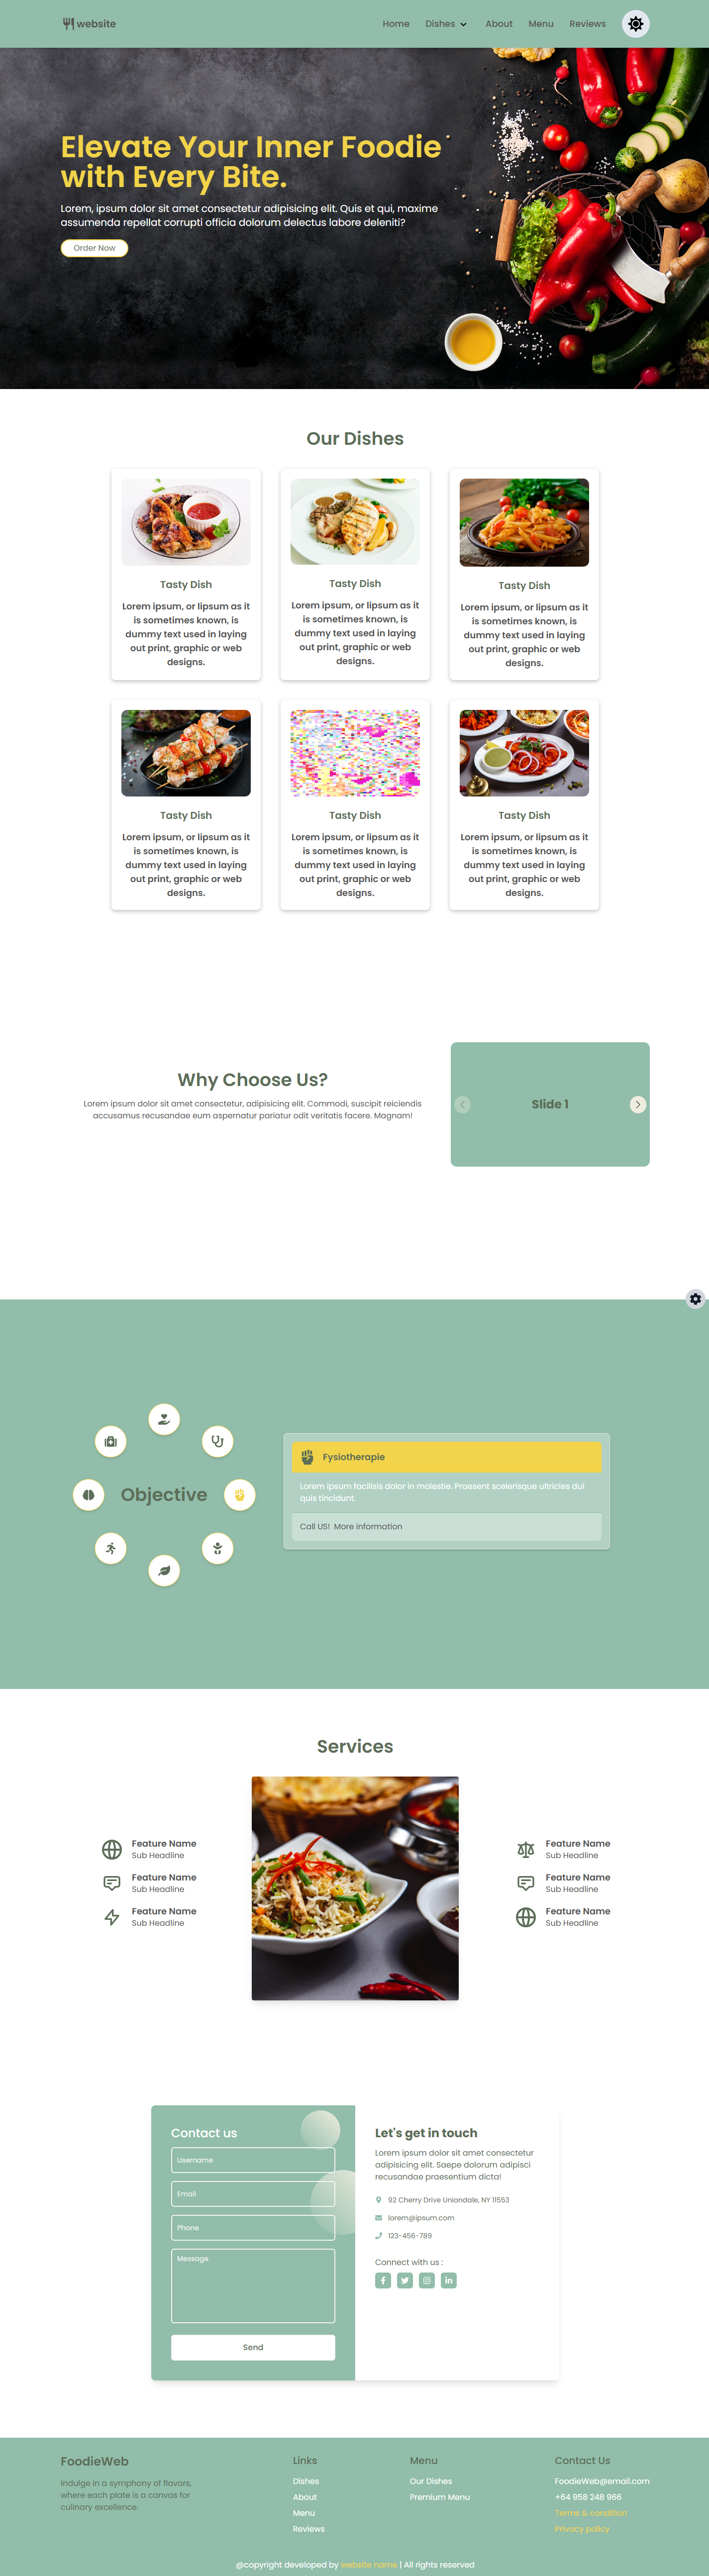 website
Home Dishes About Menu Reviews
Elevate Your Inner Foodie
with Every Bite.
Lorem, ipsum dolor sit amet consectetur adipisicing elit. Quis et qui, maxime
assumenda repellat corrupti officia dolorum delectus labore deleniti?
Order Now
Our Dishes
Tasty Dish
Lorem ipsum, or lipsum as it
is sometimes known, is
dummy text used in laying
out print, graphic or web
designs.
Tasty Dish
Lorem ipsum, or lipsum as it
is sometimes known, is
dummy text used in laying
out print, graphic or web
designs.
Tasty Dish
Lorem ipsum, or lipsum as it
is sometimes known, is
dummy text used in laying
out print, graphic or web
designs.
Tasty Dish
Lorem ipsum, or lipsum as it
is sometimes known, is
dummy text used in laying
out print, graphic or web
designs.
Tasty Dish
Lorem ipsum, or lipsum as it
is sometimes known, is
dummy text used in laying
out print, graphic or web
designs.
Tasty Dish
Lorem ipsum, or lipsum as it
is sometimes known, is
dummy text used in laying
out print, graphic or web
designs.
Why Choose Us?
Lorem ipsum dolor sit amet consectetur, adipisicing elit. Commodi, suscipit reiciendis
accusamus recusandae eum aspernatur pariatur odit veritatis facere. Magnam!
Slide 1
Objective
Fysiotherapie
Lorem ipsum facilisis dolor in molestie. Praesent scelerisque ultricies dui
quis tincidunt.
Call US! More information
Services
Feature Name
Sub Headline
Feature Name
Sub Headline
Feature Name
Sub Headline
Feature Name
Sub Headline
Feature Name
Sub Headline
Feature Name
Sub Headline
Contact us
Username
Email
Phone
Message
Send
Let's get in touch
Lorem ipsum dolor sit amet consectetur
adipisicing elit. Saepe dolorum adipisci
recusandae praesentium dicta!
92 Cherry Drive Uniondale, NY 11553
lorem@ipsum.com
123-456-789
Connect with us :
FoodieWeb
Indulge in a symphony of flavors,
where each plate is a canvas for
culinary excellence.
Links
Dishes
About
Menu
Reviews
Menu
Our Dishes
Premium Menu
Contact Us
FoodieWeb@email.com
+64 958 248 966
Terms & condition
Privacy policy
@copyright developed by website name | All rights reserved